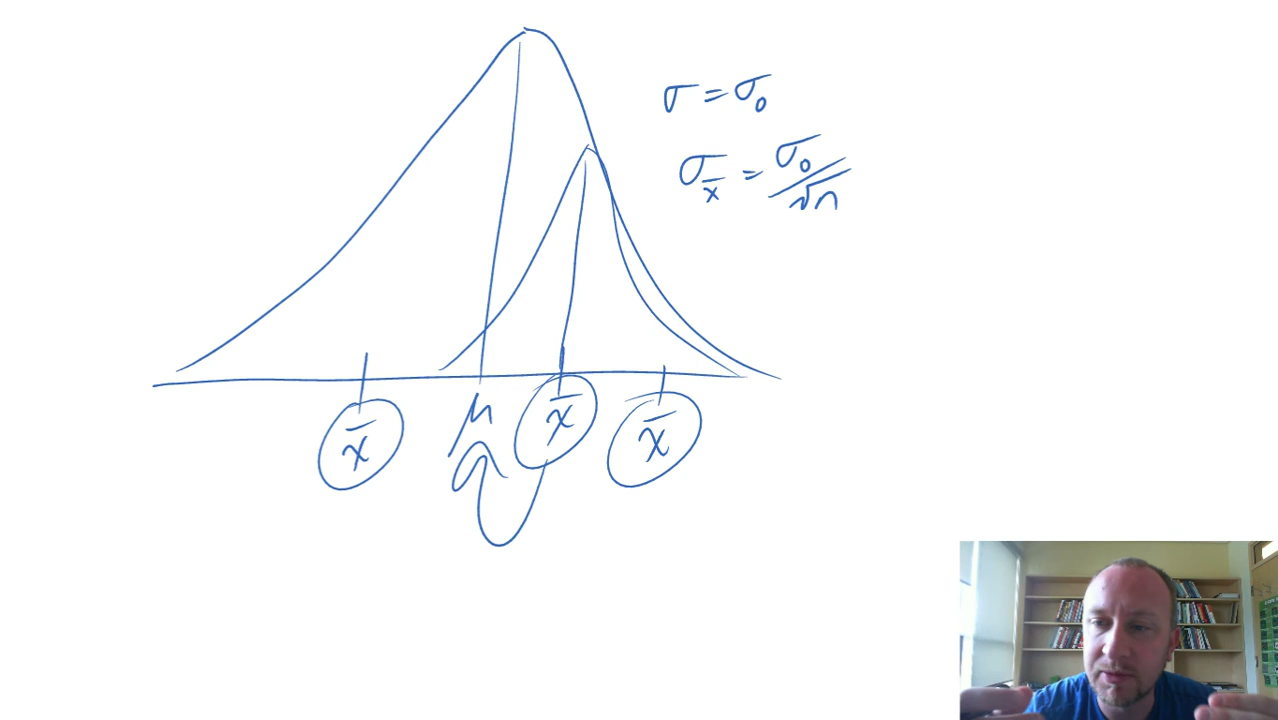 σ = σ₀
σ_x̄ = σ₀/√n
x̄ μ x̄ x̄